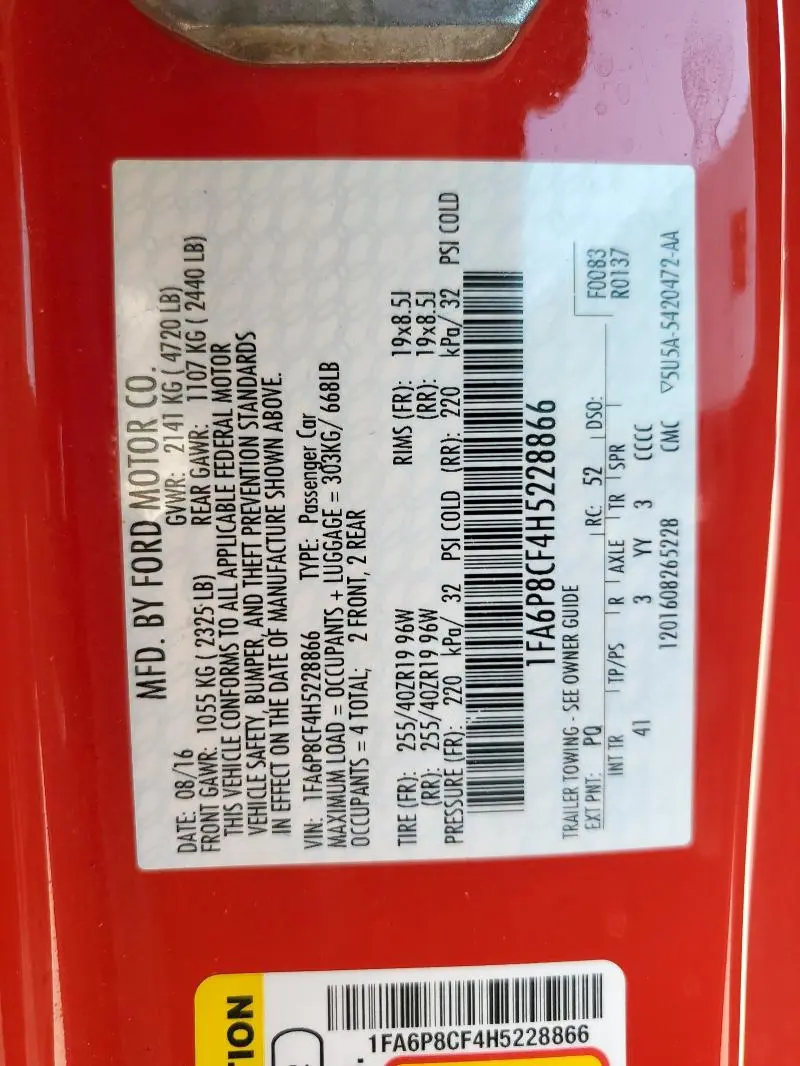 MFD. BY FORD MOTOR CO.
DATE: 08/16 GVWR: 2141 KG ( 4720 LB)
FRONT GAWR: 1055 KG ( 2325 LB) REAR GAWR: 1107 KG ( 2440 LB)
THIS VEHICLE CONFORMS TO ALL APPLICABLE FEDERAL MOTOR
VEHICLE SAFETY, BUMPER, AND THEFT PREVENTION STANDARDS
IN EFFECT ON THE DATE OF MANUFACTURE SHOWN ABOVE.
VIN: 1FA6P8CF4H5228866 TYPE: Passenger Car
MAXIMUM LOAD = OCCUPANTS + LUGGAGE = 303KG/ 668LB
OCCUPANTS = 4 TOTAL; 2 FRONT, 2 REAR
TIRE (FR): 255/40ZR19 96W RIMS (FR): 19x8.5J
(RR): 255/40ZR19 96W (RR): 19x8.5J
PRESSURE (FR): 220 kPa/ 32 PSI COLD (RR): 220 kPa/ 32 PSI COLD
1FA6P8CF4H5228866
TRAILER TOWING - SEE OWNER GUIDE
EXT PNT: PQ RC: 52 DSO: F0083
R0137
INT TR TP/PS R AXLE TR SPR
41 3 YY 3 CCCC
1201608265228 CMC ▽5U5A-5420472-AA
TION
1FA6P8CF4H5228866